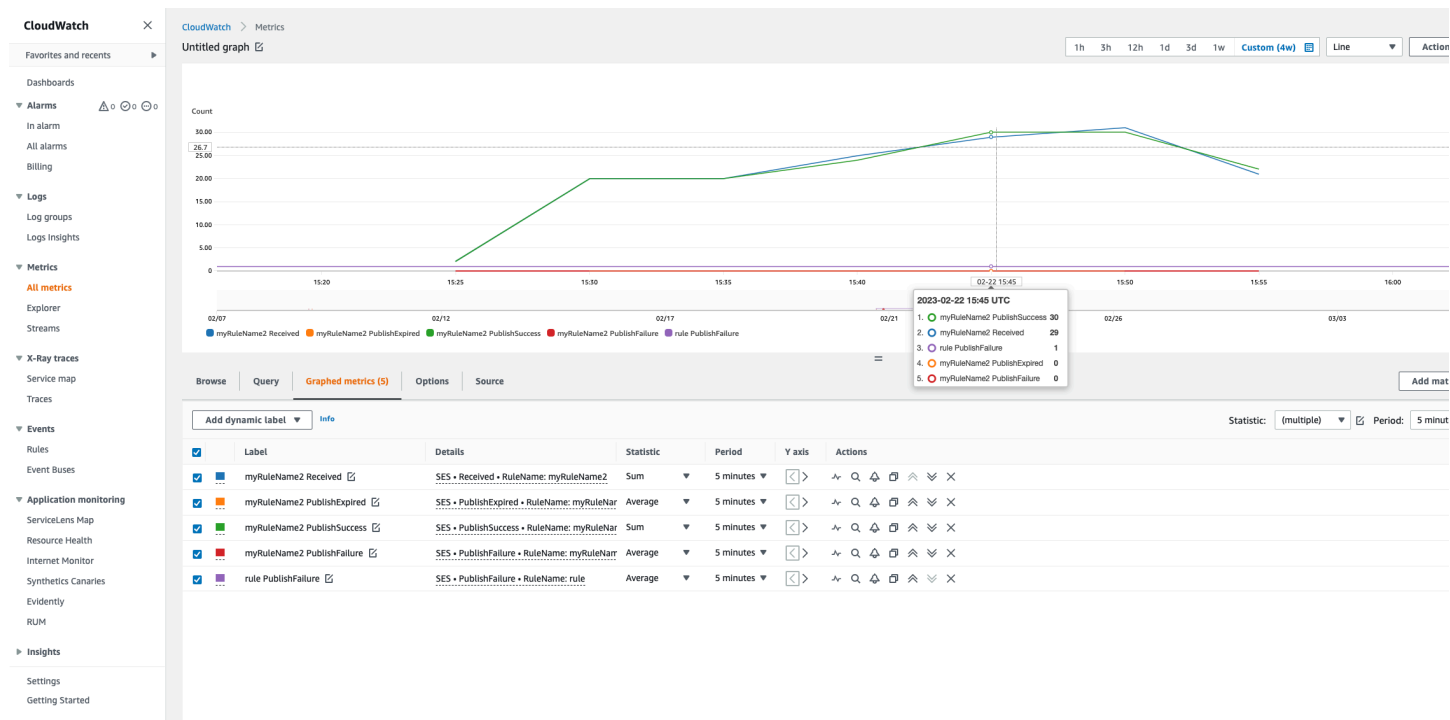 CloudWatch
Favorites and recents
Dashboards
Alarms 0 0 0
In alarm
All alarms
Billing
Logs
Log groups
Logs Insights
Metrics
All metrics
Explorer
Streams
X-Ray traces
Service map
Traces
Events
Rules
Event Buses
Application monitoring
ServiceLens Map
Resource Health
Internet Monitor
Synthetics Canaries
Evidently
RUM
Insights
Settings
Getting Started
CloudWatch > Metrics
Untitled graph
1h 3h 12h 1d 3d 1w Custom (4w) Line Action
Count
30.00
26.7
25.00
20.00
15.00
10.00
5.00
0
15:20 15:25 15:30 15:35 15:40 02-22 15:45 15:50 15:55 16:00
02/07 02/12 02/17 02/21 02/26 03/03
myRuleName2 Received myRuleName2 PublishExpired myRuleName2 PublishSuccess myRuleName2 PublishFailure rule PublishFailure
2023-02-22 15:45 UTC
1. myRuleName2 PublishSuccess 30
2. myRuleName2 Received 29
3. rule PublishFailure 1
4. myRuleName2 PublishExpired 0
5. myRuleName2 PublishFailure 0
Browse Query Graphed metrics (5) Options Source Add mat
Add dynamic label Info Statistic: (multiple) Period: 5 minut
Label Details Statistic Period Y axis Actions
myRuleName2 Received SES • Received • RuleName: myRuleName2 Sum 5 minutes
myRuleName2 PublishExpired SES • PublishExpired • RuleName: myRuleNar Average 5 minutes
myRuleName2 PublishSuccess SES • PublishSuccess • RuleName: myRuleNar Sum 5 minutes
myRuleName2 PublishFailure SES • PublishFailure • RuleName: myRuleNam Average 5 minutes
rule PublishFailure SES • PublishFailure • RuleName: rule Average 5 minutes